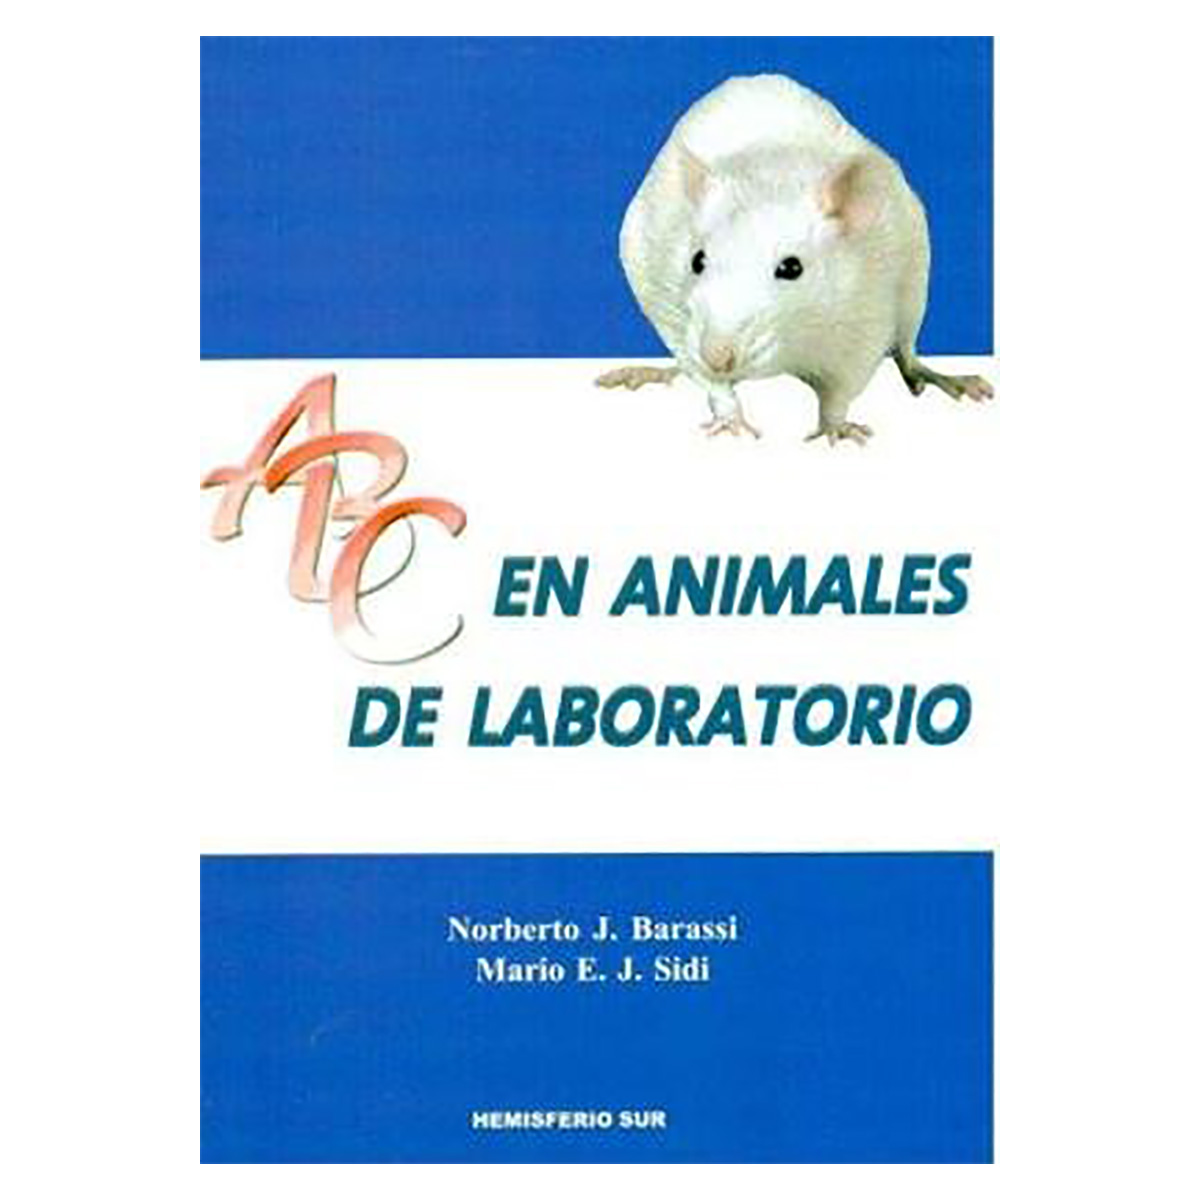 ABC EN ANIMALES
DE LABORATORIO
Norberto J. Barassi
Mario E. J. Sidi
HEMISFERIO SUR